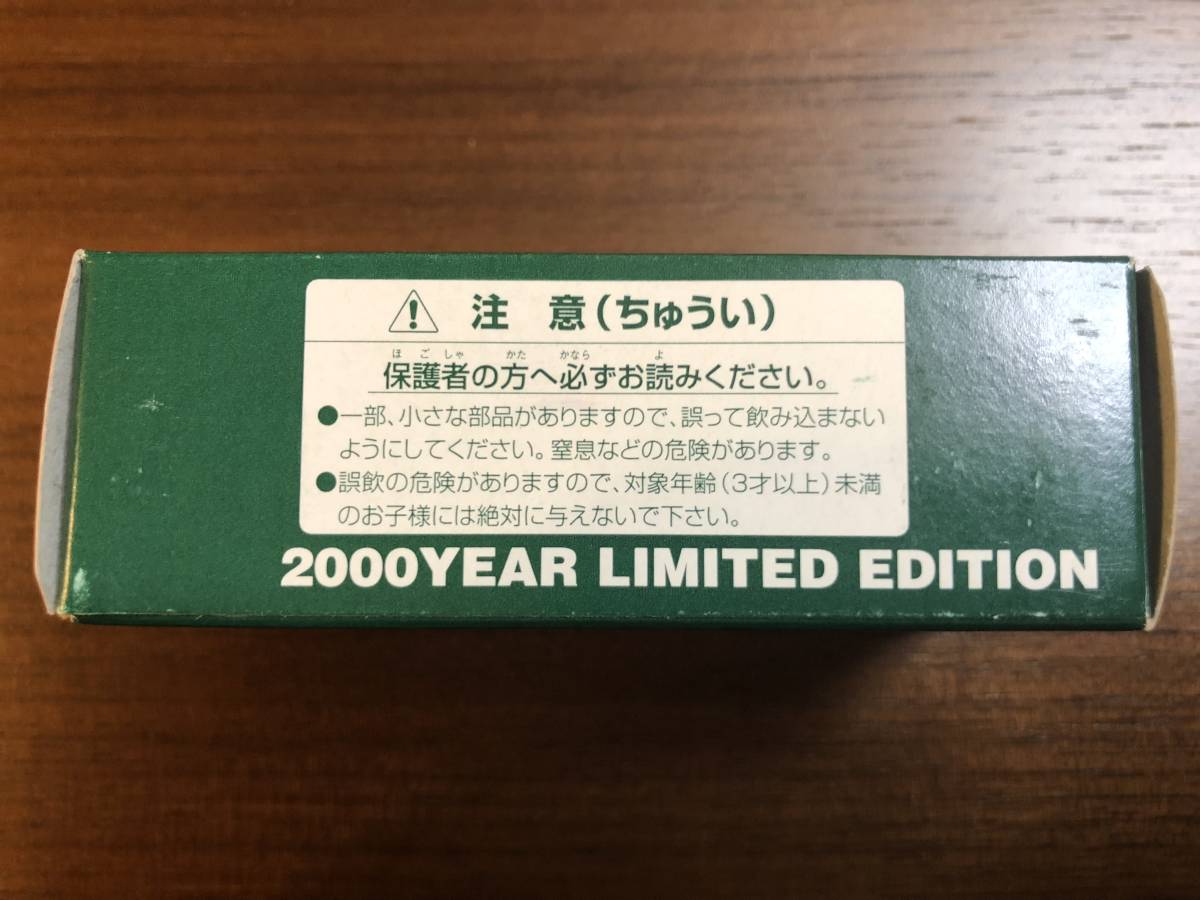 注 意(ちゅうい)
ほ ご しゃ かた かなら よ
保護者の方へ必ずお読みください。
●一部、小さな部品がありますので、誤って飲み込まない
ようにしてください。窒息などの危険があります。
●誤飲の危険がありますので、対象年齢(3才以上)未満
のお子様には絶対に与えないで下さい。
2000YEAR LIMITED EDITION